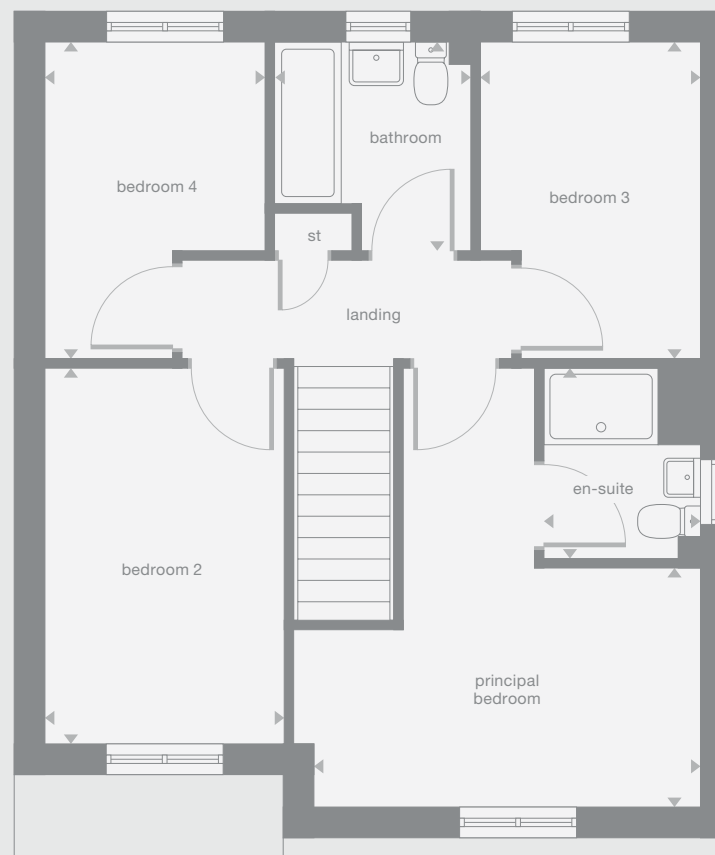 bathroom
bedroom 4
bedroom 3
st
landing
en-suite
bedroom 2
principal
bedroom